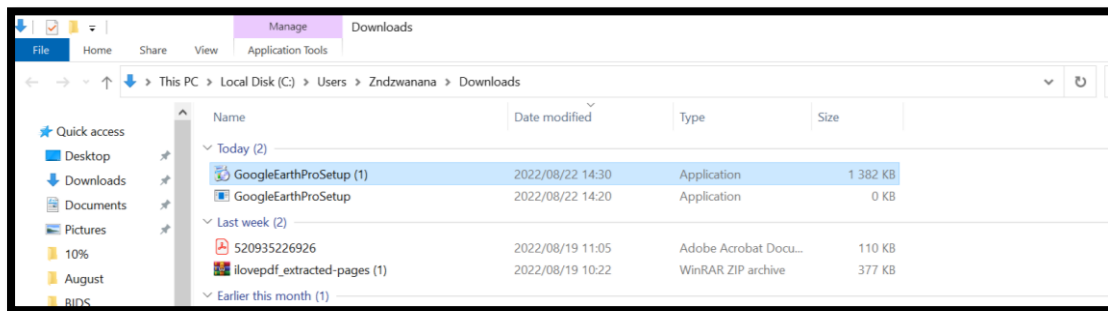 Manage Downloads
File Home Share View Application Tools
This PC > Local Disk (C:) > Users > Zndzwanana > Downloads
Name Date modified Type Size
Quick access
Today (2)
Desktop
GoogleEarthProSetup (1) 2022/08/22 14:30 Application 1 382 KB
Downloads
GoogleEarthProSetup 2022/08/22 14:20 Application 0 KB
Documents
Last week (2)
Pictures
520935226926 2022/08/19 11:05 Adobe Acrobat Docu... 110 KB
10%
ilovepdf_extracted-pages (1) 2022/08/19 10:22 WinRAR ZIP archive 377 KB
August
Earlier this month (1)
BIDS